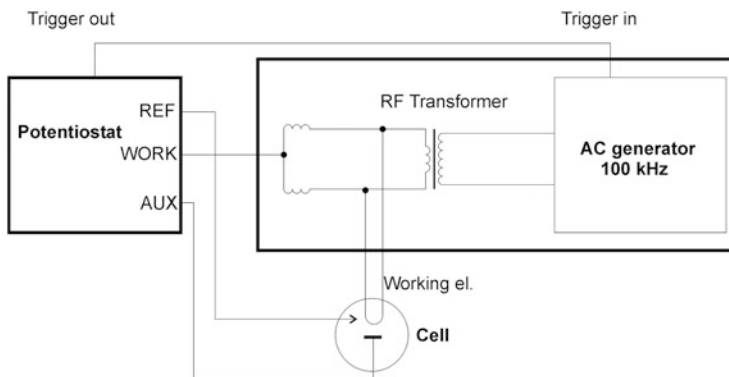 Trigger out
Trigger in
REF
RF Transformer
Potentiostat
WORK
AC generator
100 kHz
AUX
Working el.
Cell